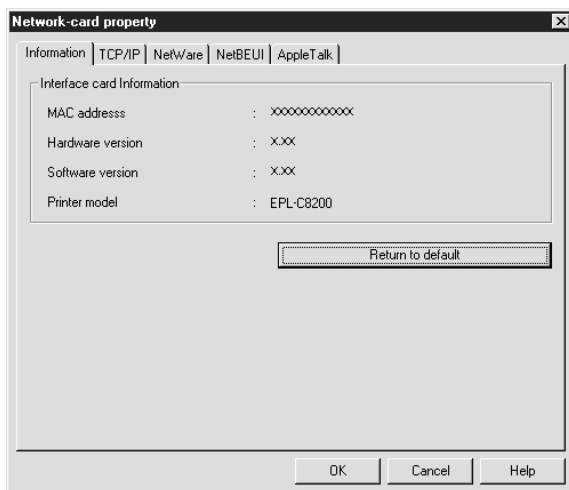 Network-card property
Information TCP/IP NetWare NetBEUI AppleTalk
Interface card Information
MAC addresss : XXXXXXXXXXXX
Hardware version : X.XX
Software version : X.XX
Printer model : EPL-C8200
Return to default
OK Cancel Help